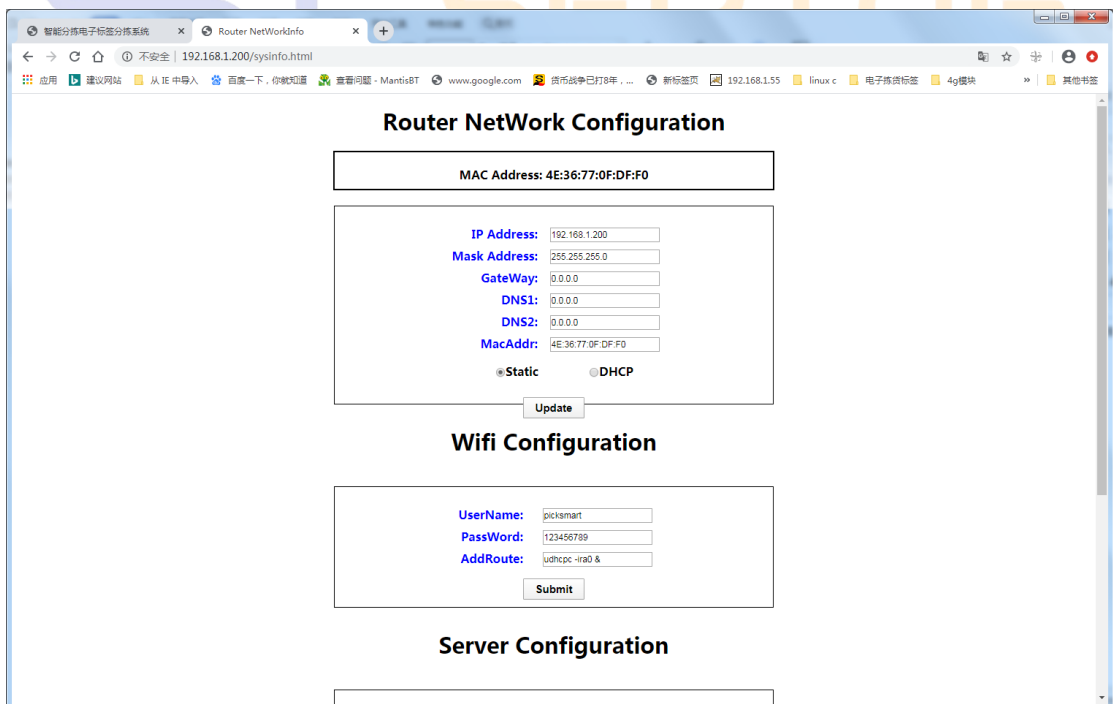 智能分拣电子标签分拣系统 Router NetWorkInfo
不安全 192.168.1.200/sysinfo.html
应用 建议网站 从 IE 中导入 百度一下，你就知道 查看问题 - MantisBT www.google.com 货币战争已打8年，... 新标签页 192.168.1.55 linux c 电子拣货标签 4g模块 » 其他书签
Router NetWork Configuration
MAC Address: 4E:36:77:0F:DF:F0
IP Address: 192.168.1.200
Mask Address: 255.255.255.0
GateWay: 0.0.0.0
DNS1: 0.0.0.0
DNS2: 0.0.0.0
MacAddr: 4E:36:77:0F:DF:F0
Static DHCP
Update
Wifi Configuration
UserName: picksmart
PassWord: 123456789
AddRoute: udhcpc -ira0 &
Submit
Server Configuration